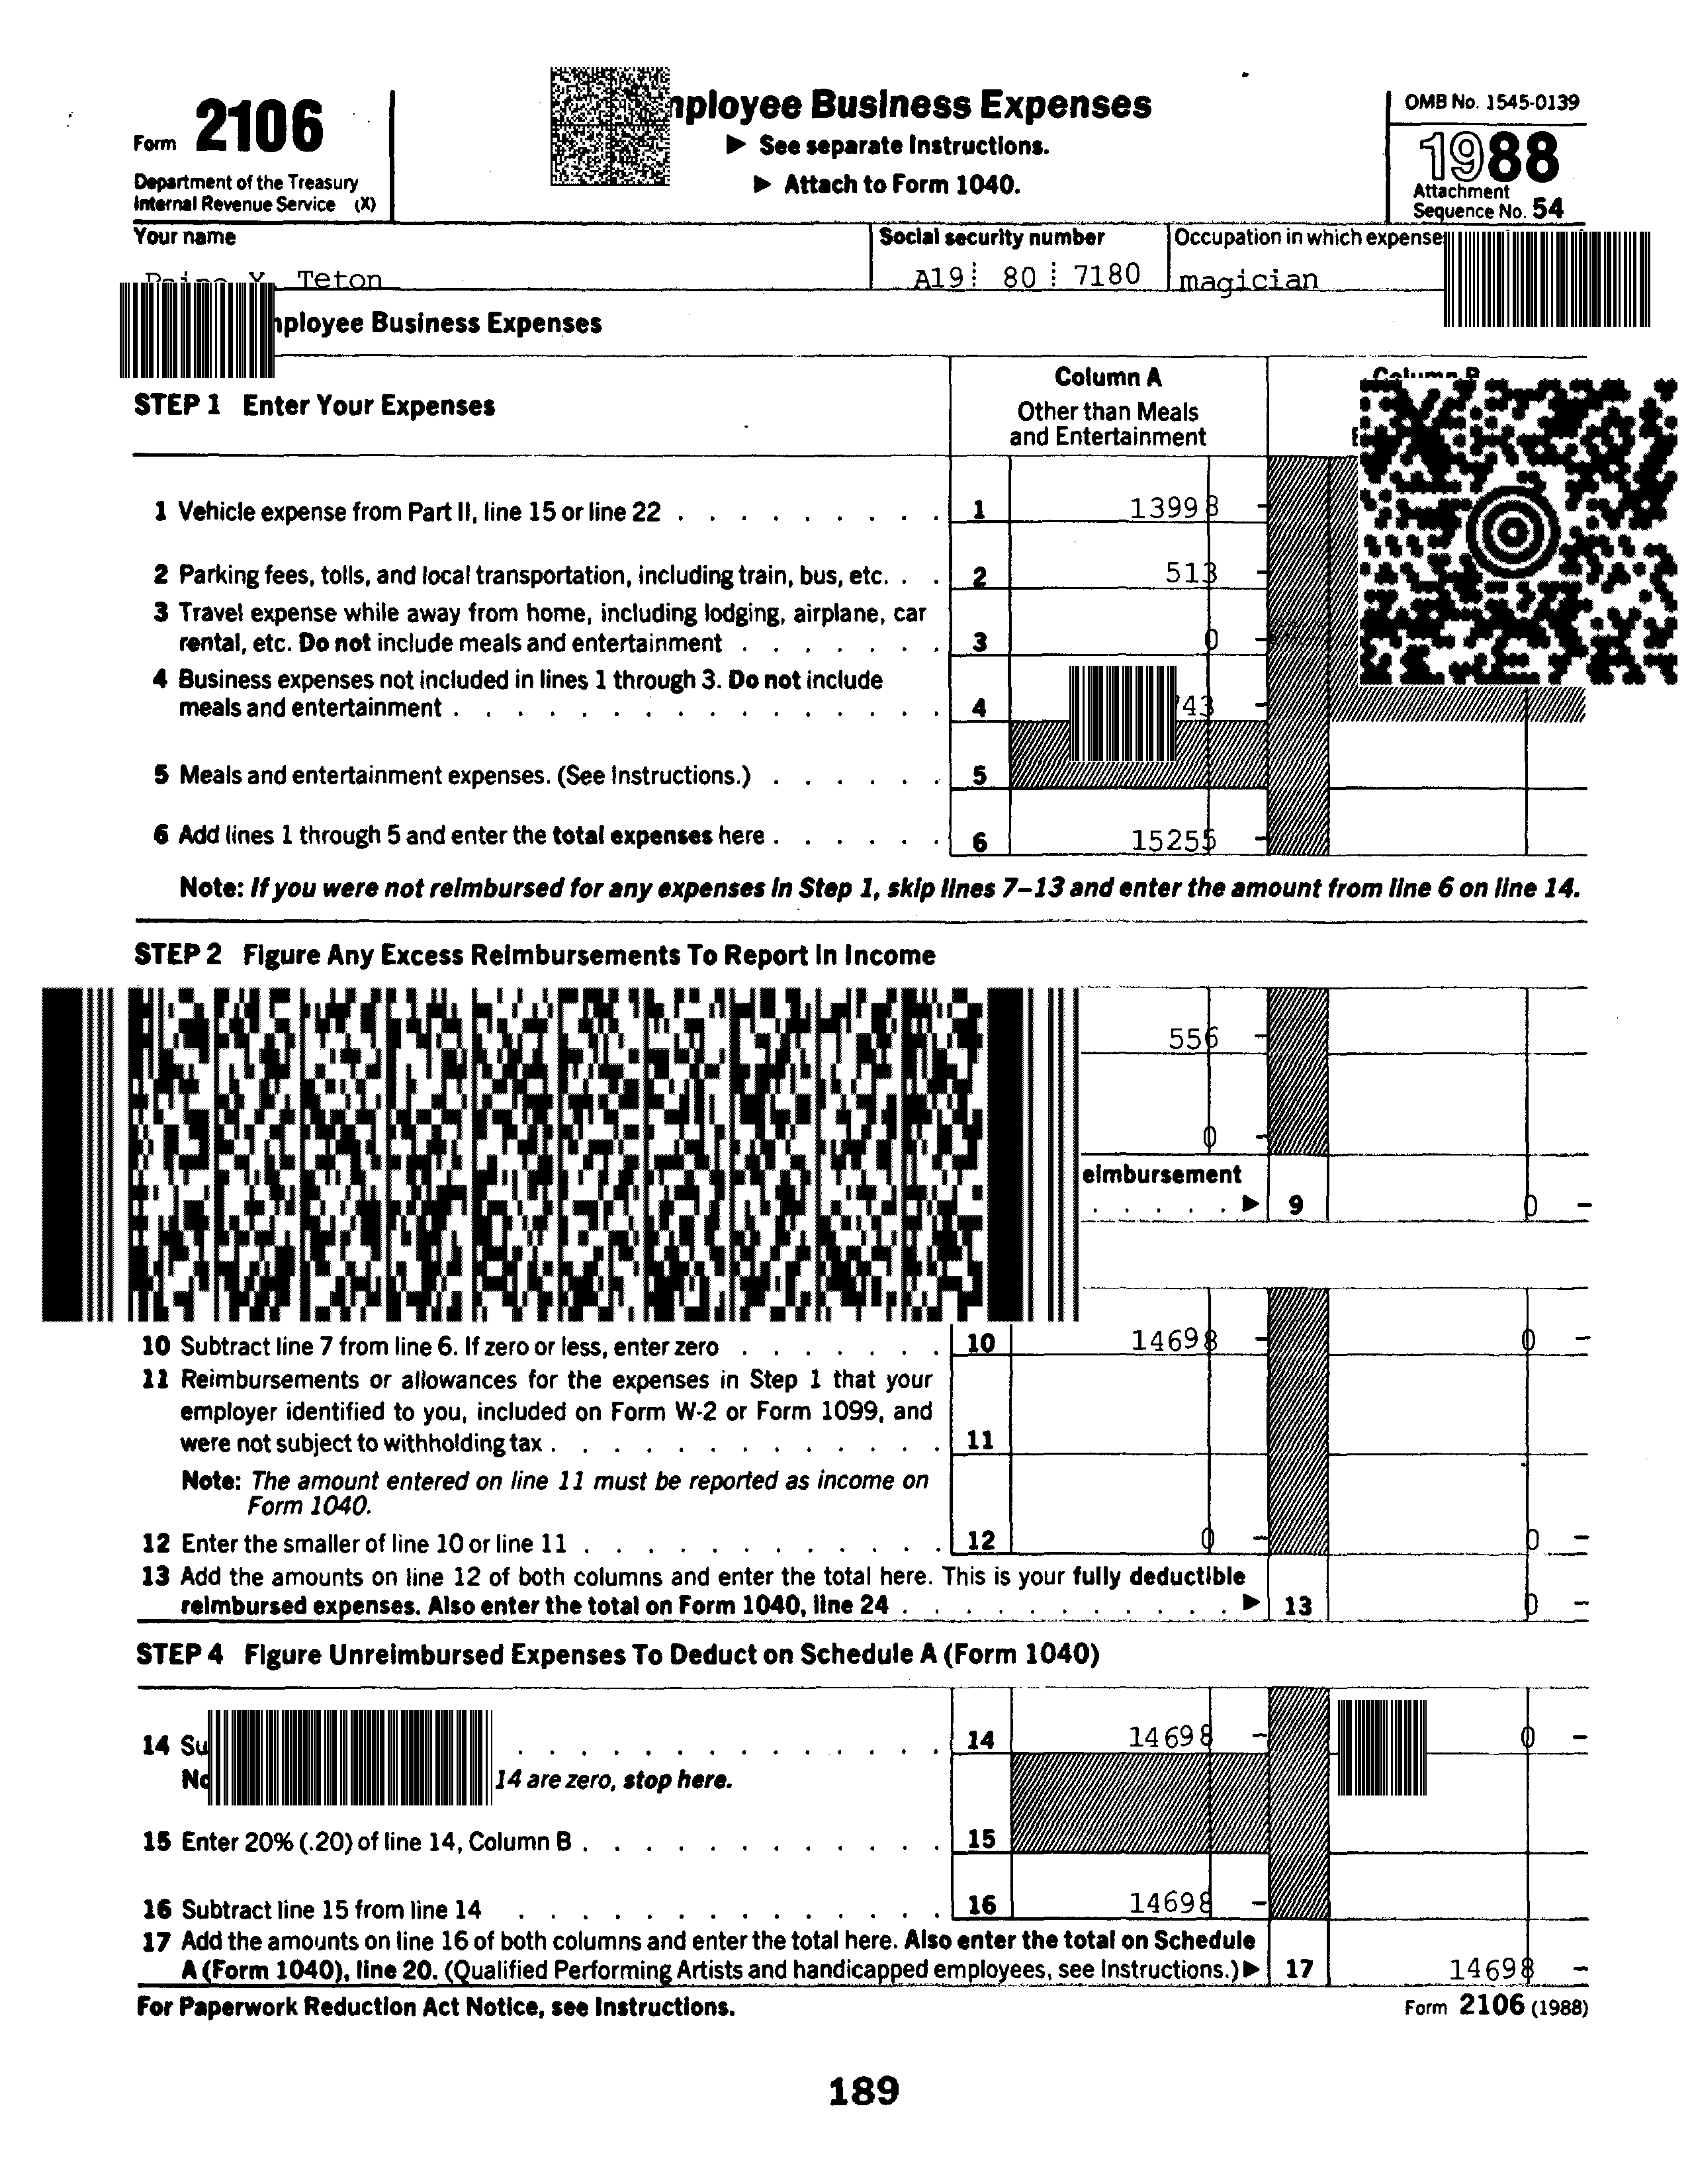 Form 2106
Department of the Treasury
Internal Revenue Service (X)
Business Expenses
► See separate Instructions.
► Attach to Form 1040.
OMB No. 1545-0139
1988
Attachment
Sequence No. 54
Your name
Teton
Social security number
A19 80 7180
Occupation in which
magician
Business Expenses
STEP 1 Enter Your Expenses
Column A
Other than Meals
and Entertainment
1 Vehicle expense from Part II, line 15 or line 22 . . . . . . . . . . 1 13998 -
2 Parking fees, tolls, and local transportation, including train, bus, etc. . . 2 513 -
3 Travel expense while away from home, including lodging, airplane, car
rental, etc. Do not include meals and entertainment . . . . . . . 3 0 -
4 Business expenses not included in lines 1 through 3. Do not include
meals and entertainment . . . . . . . . . . . . . . . . 4 -
5 Meals and entertainment expenses. (See Instructions.) . . . . . . 5
6 Add lines 1 through 5 and enter the total expenses here . . . . . . 6 15255 -
Note: If you were not reimbursed for any expenses in Step 1, skip lines 7–13 and enter the amount from line 6 on line 14.
STEP 2 Figure Any Excess Reimbursements To Report In Income
556 -
0 -
. . . . . ► 9 0 -
10 Subtract line 7 from line 6. If zero or less, enter zero . . . . . . . 10 14698 - 0 -
11 Reimbursements or allowances for the expenses in Step 1 that your
employer identified to you, included on Form W-2 or Form 1099, and
were not subject to withholding tax . . . . . . . . . . . . . 11
Note: The amount entered on line 11 must be reported as income on
Form 1040.
12 Enter the smaller of line 10 or line 11 . . . . . . . . . . . . 12 0 - 0 -
13 Add the amounts on line 12 of both columns and enter the total here. This is your fully deductible
reimbursed expenses. Also enter the total on Form 1040, line 24 . . . . . . . . . . . ► 13 0 -
STEP 4 Figure Unreimbursed Expenses To Deduct on Schedule A (Form 1040)
14 . . . . . . . . . . . . . . 14 14698 - 0 -
14 are zero, stop here.
15 Enter 20% (.20) of line 14, Column B . . . . . . . . . . . . 15
16 Subtract line 15 from line 14 . . . . . . . . . . . . . . 16 14698 -
17 Add the amounts on line 16 of both columns and enter the total here. Also enter the total on Schedule
A (Form 1040), line 20. (Qualified Performing Artists and handicapped employees, see Instructions.) ► 17 14698 -
For Paperwork Reduction Act Notice, see Instructions.
Form 2106 (1988)
189